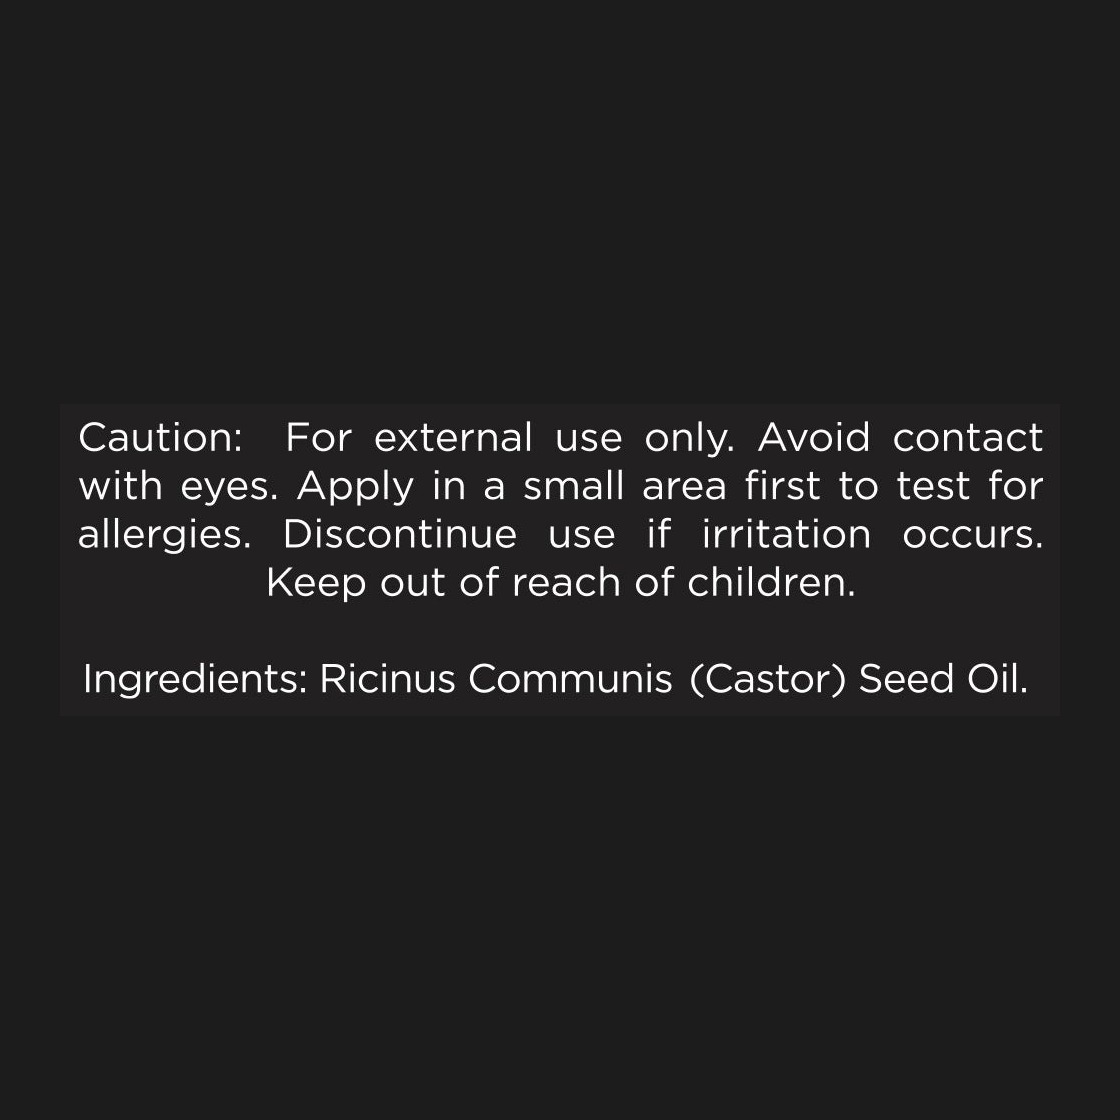 Caution: For external use only. Avoid contact
with eyes. Apply in a small area first to test for
allergies. Discontinue use if irritation occurs.
Keep out of reach of children.
Ingredients: Ricinus Communis (Castor) Seed Oil.